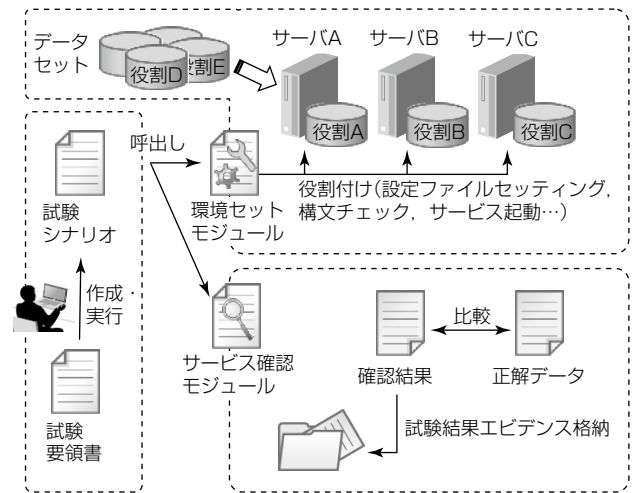 データ
セット
役割D
役割E
サーバA
サーバB
サーバC
役割A
役割B
役割C
呼出し
試験
シナリオ
環境セット
モジュール
役割付け(設定ファイルセッティング,
構文チェック, サービス起動…)
作成・
実行
試験
要領書
サービス確認
モジュール
比較
確認結果
正解データ
試験結果エビデンス格納